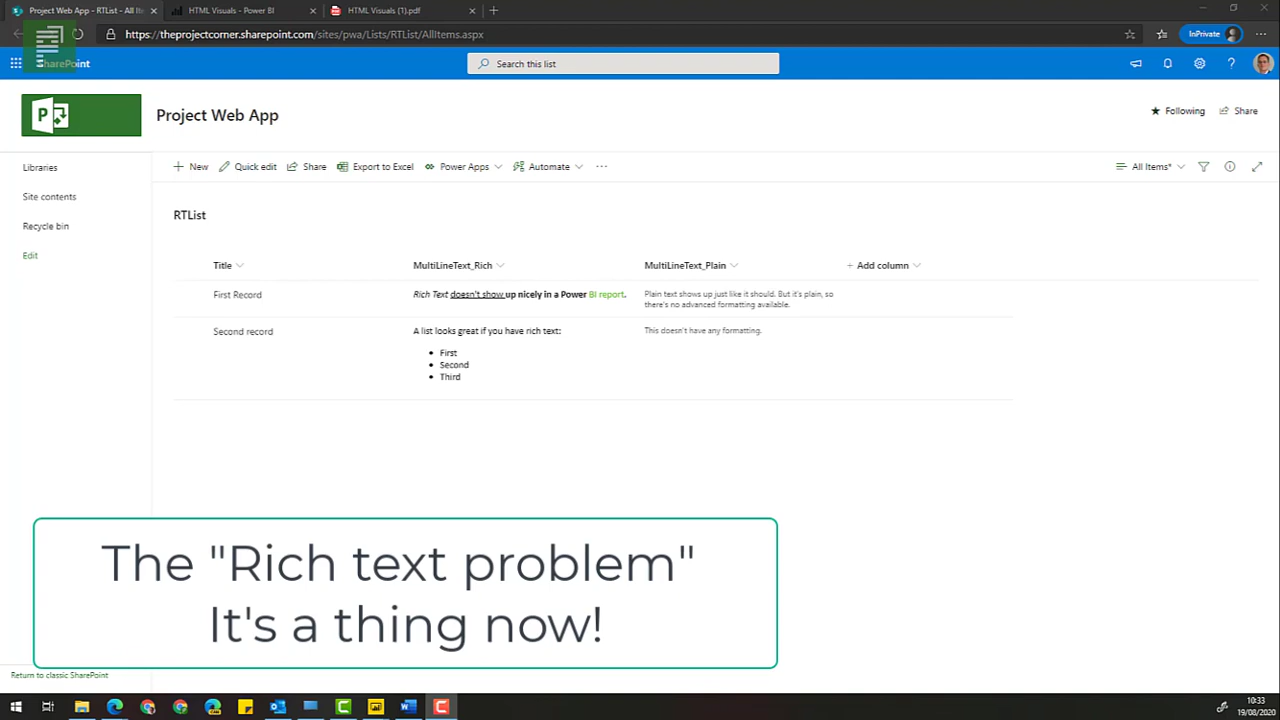 Project Web App - RTList - All Ite
HTML Visuals - Power BI
HTML Visuals (1).pdf
https://theprojectcorner.sharepoint.com/sites/pwa/Lists/RTList/AllItems.aspx
InPrivate
SharePoint
Search this list
Project Web App
Following
Share
Libraries
Site contents
Recycle bin
Edit
New
Quick edit
Share
Export to Excel
Power Apps
Automate
All Items*
RTList
Title
MultiLineText_Rich
MultiLineText_Plain
+ Add column
First Record
Rich Text doesn't show up nicely in a Power BI report.
Plain text shows up just like it should. But it's plain, so
there's no advanced formatting available.
Second record
A list looks great if you have rich text:
• First
• Second
• Third
This doesn't have any formatting.
The "Rich text problem"
It's a thing now!
Return to classic SharePoint
10:33
19/08/2020